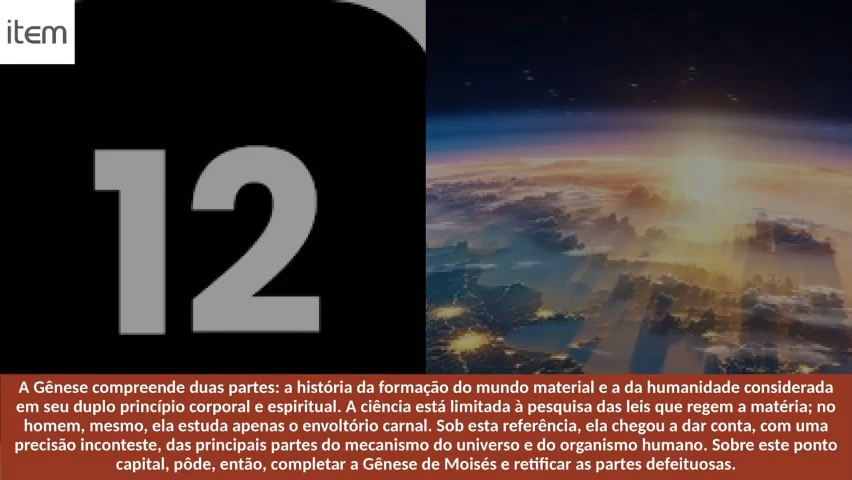 item
12
A Gênese compreende duas partes: a história da formação do mundo material e a da humanidade considerada
em seu duplo princípio corporal e espiritual. A ciência está limitada à pesquisa das leis que regem a matéria; no
homem, mesmo, ela estuda apenas o envoltório carnal. Sob esta referência, ela chegou a dar conta, com uma
precisão inconteste, das principais partes do mecanismo do universo e do organismo humano. Sobre este ponto
capital, pôde, então, completar a Gênese de Moisés e retificar as partes defeituosas.